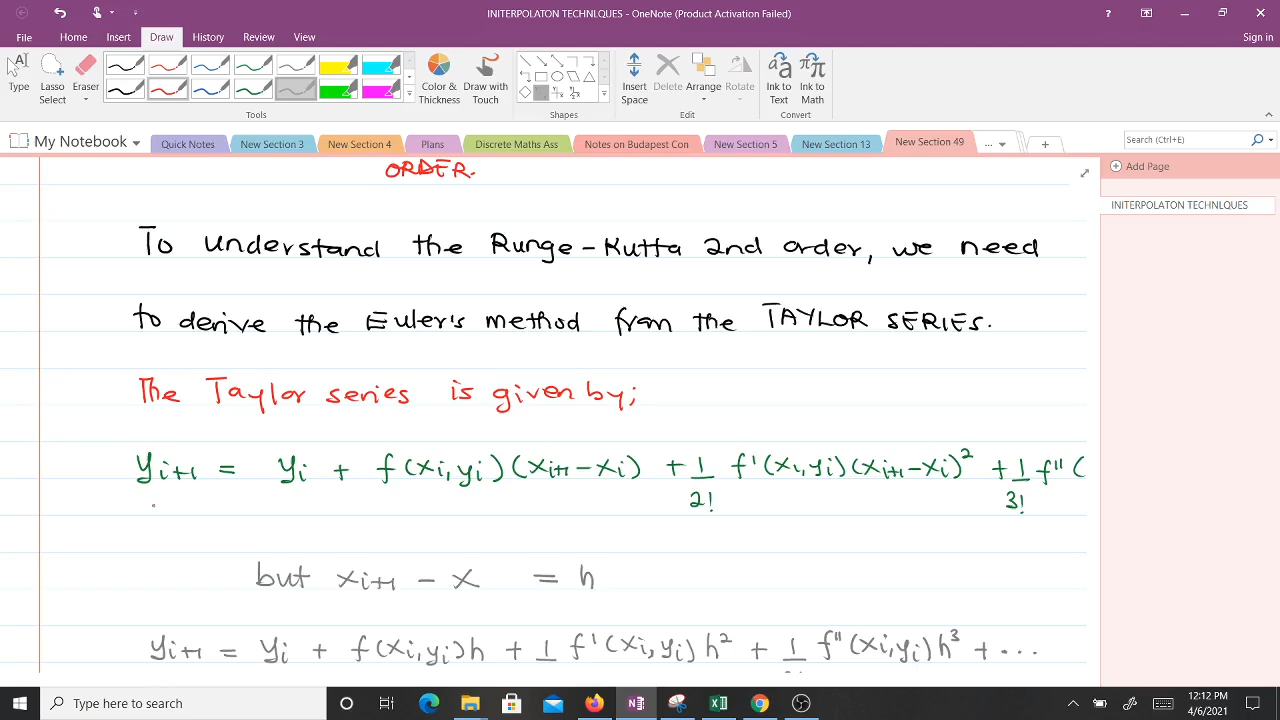 INITERPOLATON TECHNLQUES - OneNote (Product Activation Failed)
File Home Insert Draw History Review View Sign in
Type Lasso Select Eraser Color & Thickness Draw with Touch Insert Space Delete Arrange Rotate Ink to Text Ink to Math
Tools Shapes Edit Convert
My Notebook Quick Notes New Section 3 New Section 4 Plans Discrete Maths Ass Notes on Budapest Con New Section 5 New Section 13 New Section 49 ... Search (Ctrl+E)
Add Page
INITERPOLATON TECHNLQUES
ORDER.
To understand the Runge-Kutta 2nd order, we need
to derive the Euler's method from the TAYLOR SERIES.
The Taylor series is given by;
yi+1 = yi + f(xi,yi)(xi+1-xi) + 1/2! f'(xi,yi)(xi+1-xi)² + 1/3! f''(
but xi+1 - x = h
yi+1 = yi + f(xi,yi)h + 1 f'(xi,yi)h² + 1 f''(xi,yi)h³ + ...
Type here to search
12:12 PM
4/6/2021